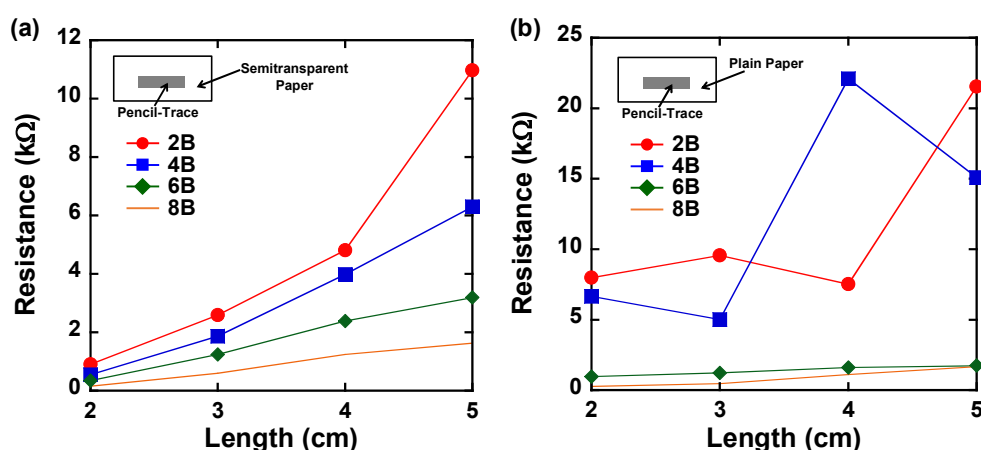 (a)
12
10
8
6
4
2
0
Resistance (kΩ)
Semitransparent
Paper
Pencil-Trace
2B
4B
6B
8B
2 3 4 5
Length (cm)
(b)
25
20
15
10
5
0
Resistance (kΩ)
Plain Paper
Pencil-Trace
2B
4B
6B
8B
2 3 4 5
Length (cm)